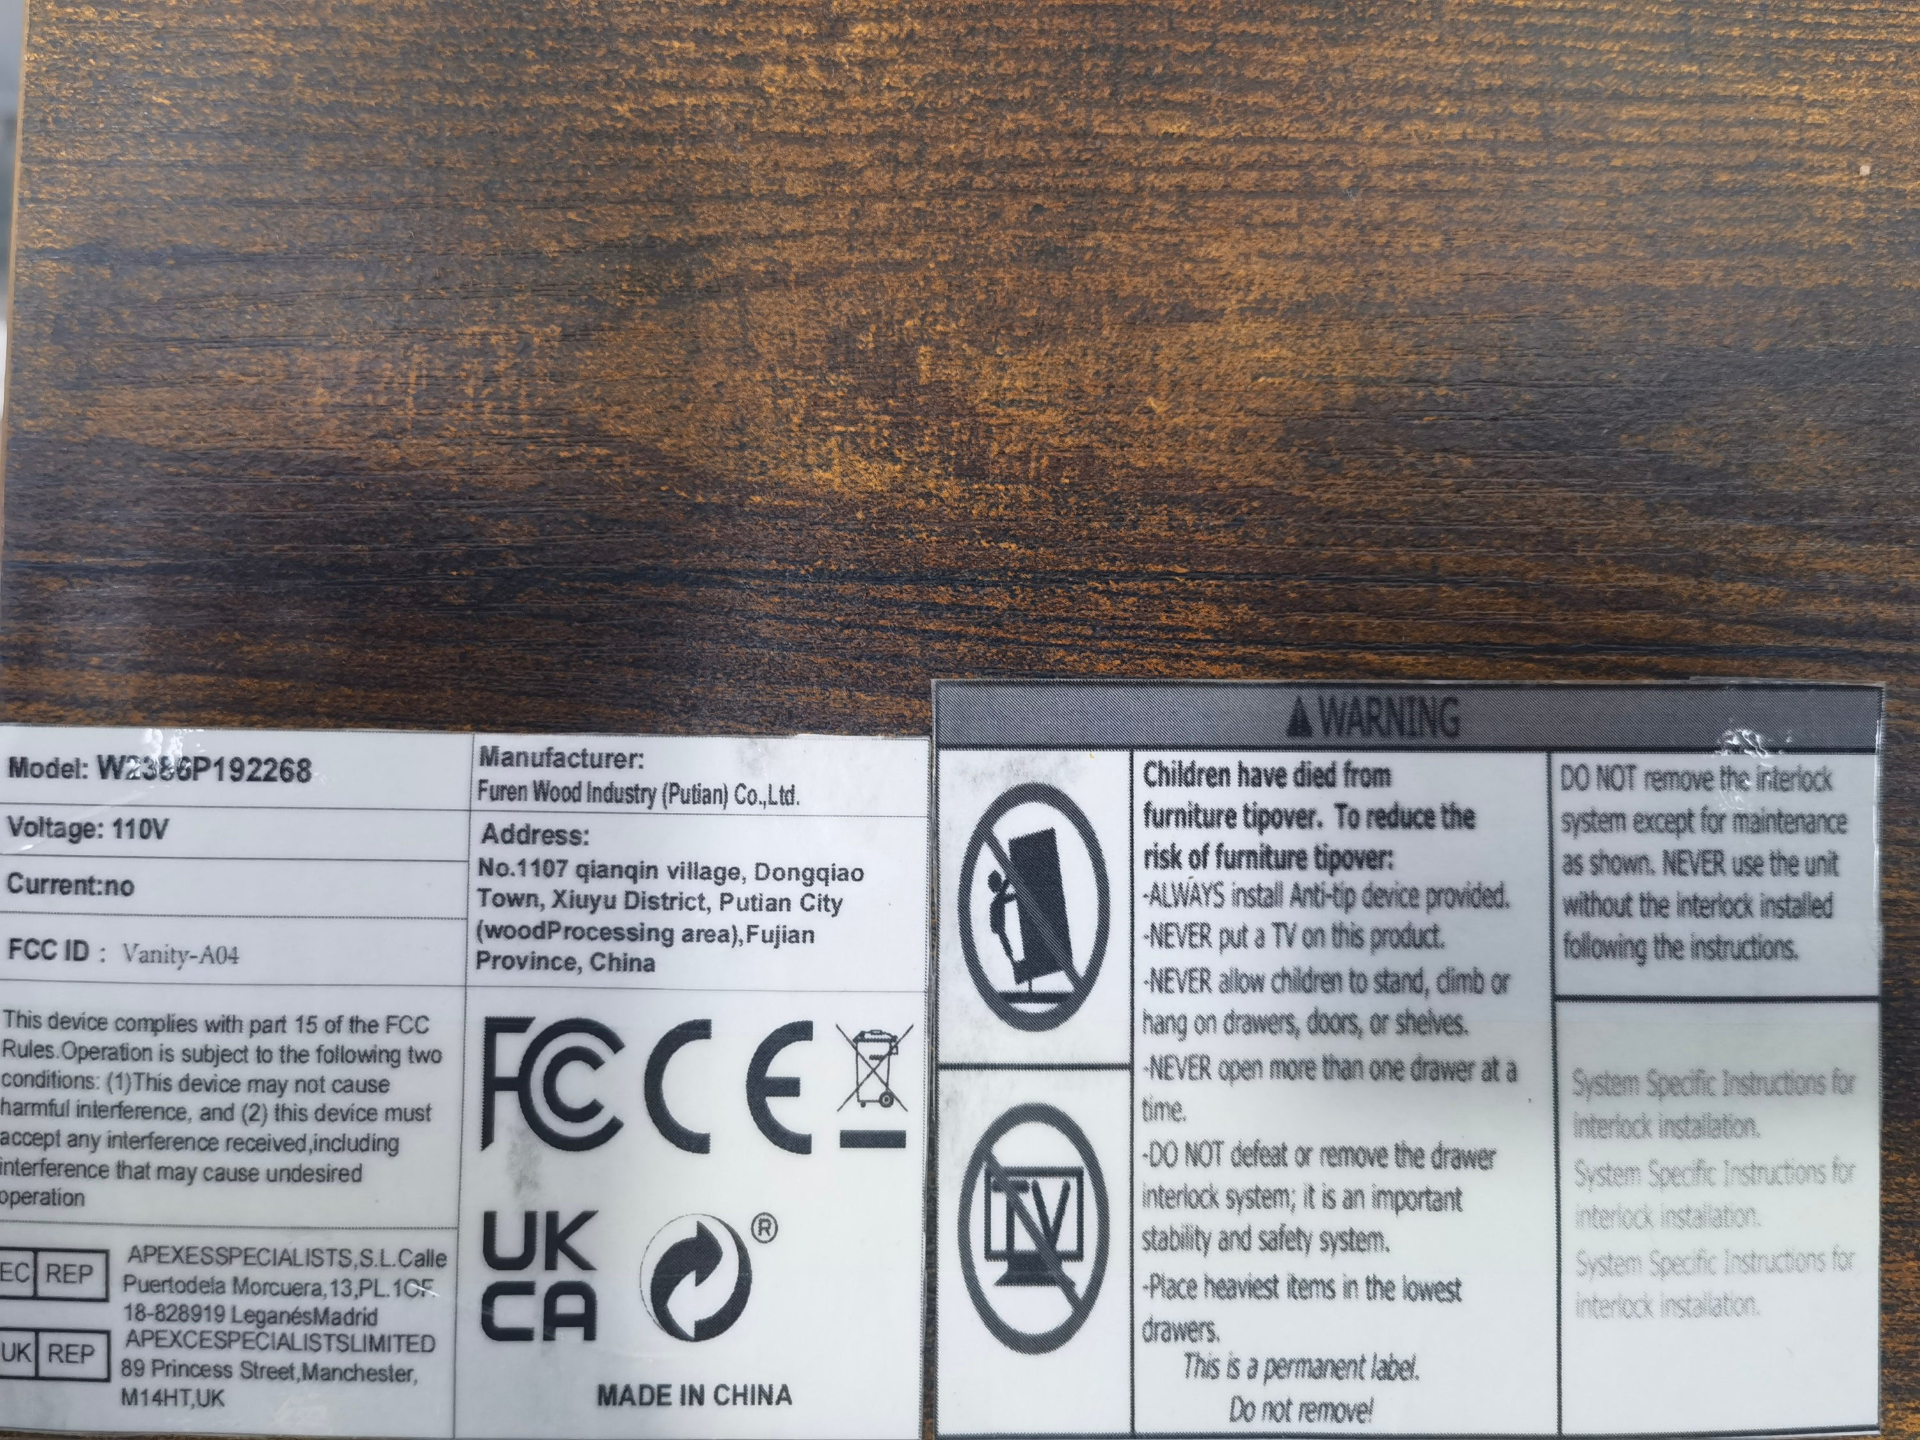 Model: W2386P192268
Voltage: 110V
Current:no
FCC ID : Vanity-A04
This device complies with part 15 of the FCC
Rules.Operation is subject to the following two
conditions: (1)This device may not cause
harmful interference, and (2) this device must
accept any interference received,including
interference that may cause undesired
operation
EC REP
APEXESSPECIALISTS,S.L.Calle
Puertodela Morcuera,13,PL.1OF
18-828919 LeganésMadrid
UK REP
APEXCESPECIALISTSLIMITED
89 Princess Street,Manchester,
M14HT,UK
Manufacturer:
Furen Wood Industry (Putian) Co.,Ltd.
Address:
No.1107 qianqin village, Dongqiao
Town, Xiuyu District, Putian City
(woodProcessing area),Fujian
Province, China
FC CE
UK
CA
®
MADE IN CHINA
WARNING
TV
Children have died from
furniture tipover. To reduce the
risk of furniture tipover:
-ALWAYS install Anti-tip device provided.
-NEVER put a TV on this product.
-NEVER allow children to stand, climb or
hang on drawers, doors, or shelves.
-NEVER open more than one drawer at a
time.
-DO NOT defeat or remove the drawer
interlock system; it is an important
stability and safety system.
-Place heaviest items in the lowest
drawers.
This is a permanent label.
Do not remove!
DO NOT remove the interlock
system except for maintenance
as shown. NEVER use the unit
without the interlock installed
following the instructions.
System Specific Instructions for
interlock installation.
System Specific Instructions for
interlock installation.
System Specific Instructions for
interlock installation.